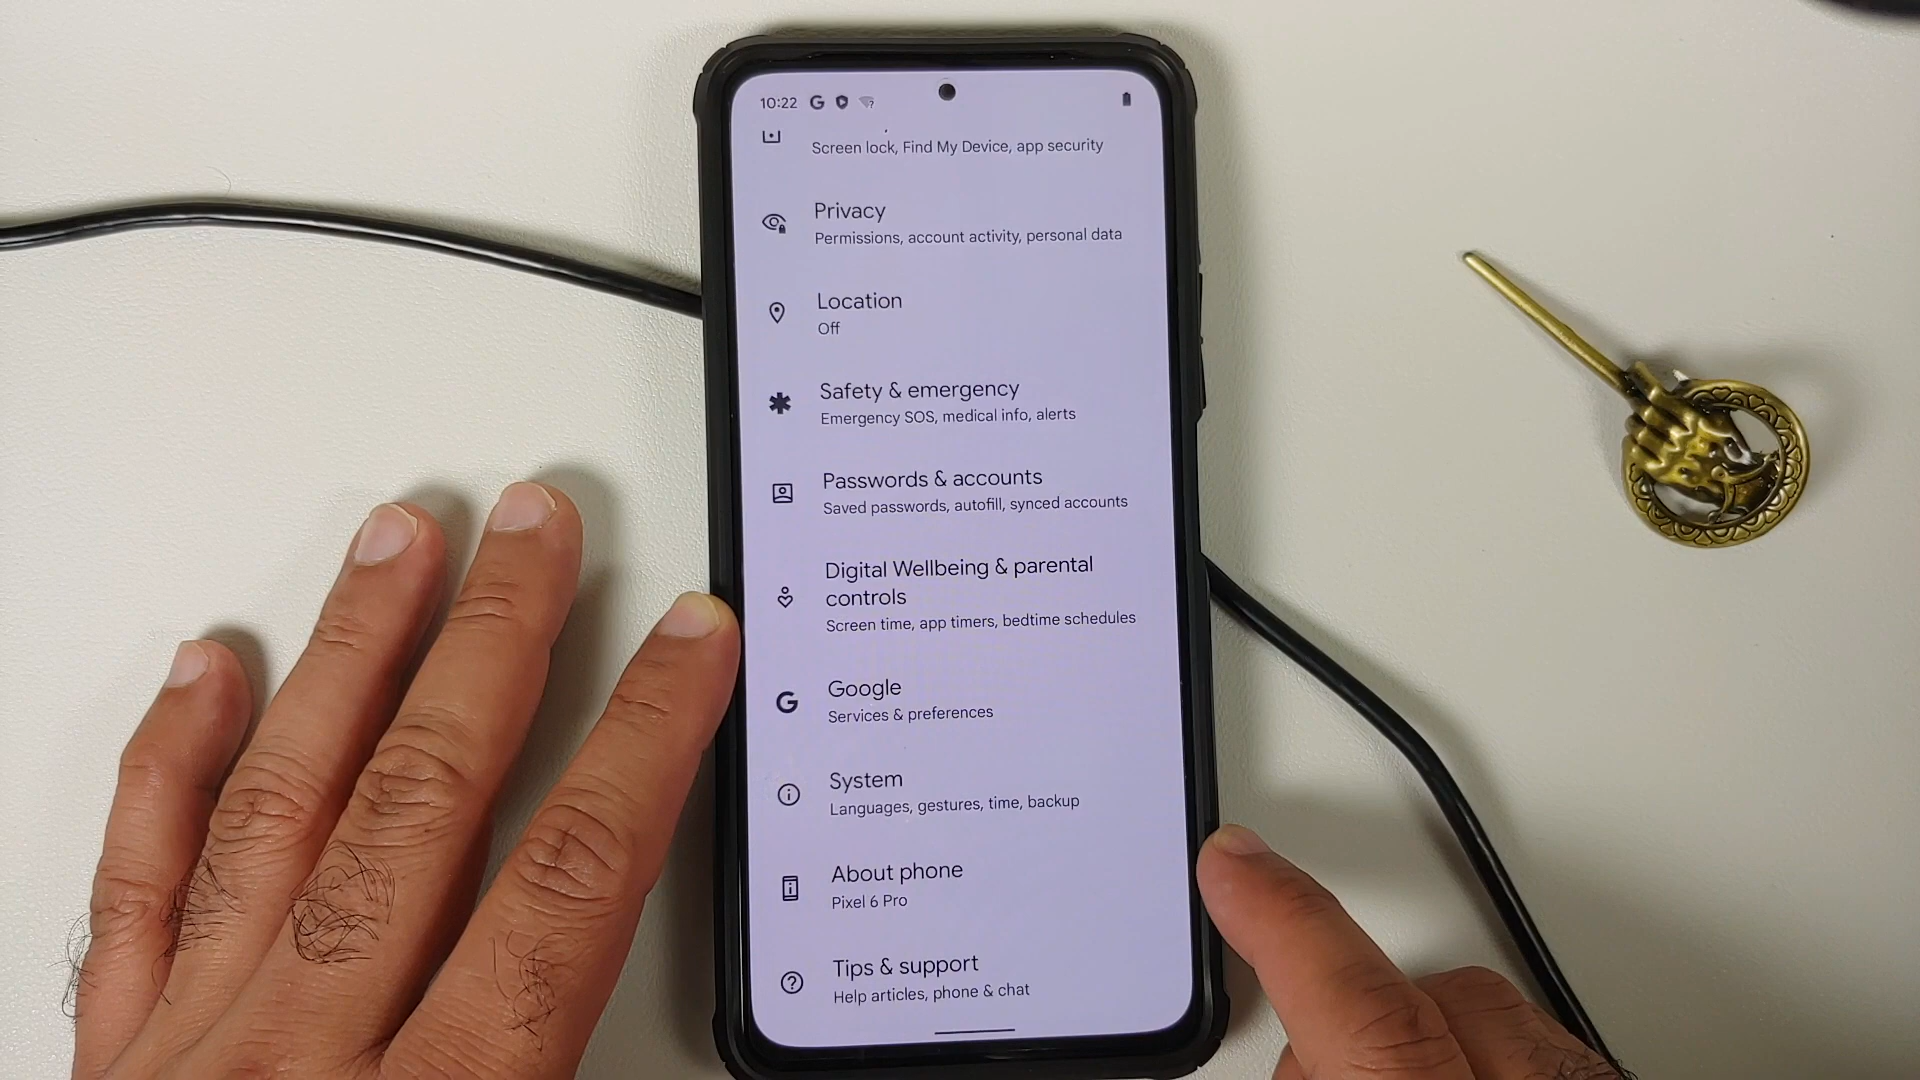 10:22
Screen lock, Find My Device, app security
Privacy
Permissions, account activity, personal data
Location
Off
Safety & emergency
Emergency SOS, medical info, alerts
Passwords & accounts
Saved passwords, autofill, synced accounts
Digital Wellbeing & parental
controls
Screen time, app timers, bedtime schedules
Google
Services & preferences
System
Languages, gestures, time, backup
About phone
Pixel 6 Pro
Tips & support
Help articles, phone & chat